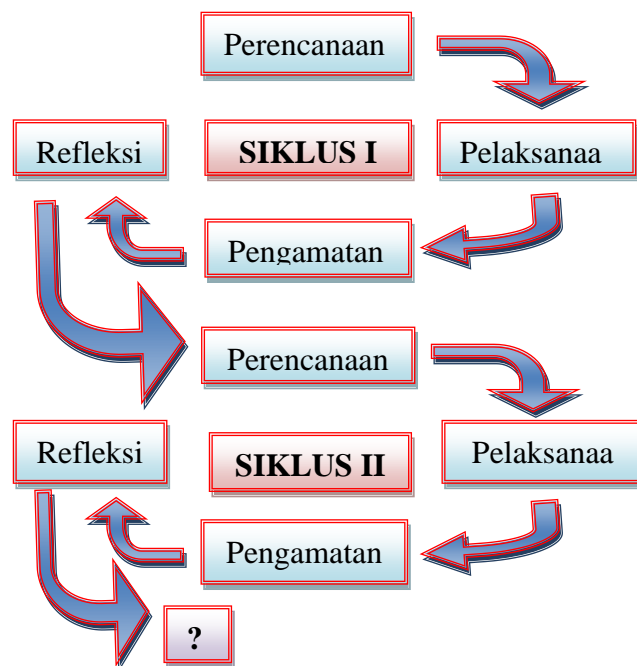 Perencanaan
Refleksi
SIKLUS I
Pelaksanaa
Pengamatan
Perencanaan
Refleksi
SIKLUS II
Pelaksanaa
Pengamatan
?